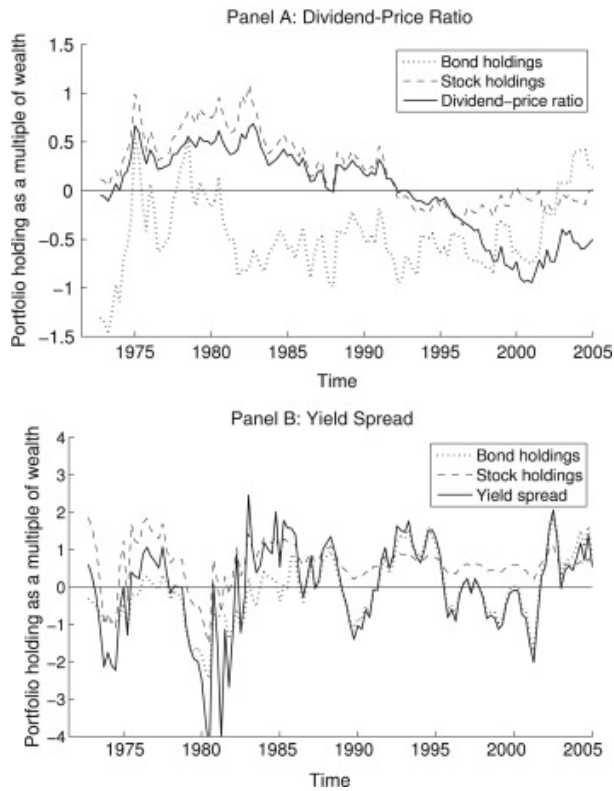 Panel A: Dividend-Price Ratio
Portfolio holding as a multiple of wealth
1.5
1
0.5
0
−0.5
−1
−1.5
Bond holdings
Stock holdings
Dividend−price ratio
1975 1980 1985 1990 1995 2000 2005
Time
Panel B: Yield Spread
Portfolio holding as a multiple of wealth
4
3
2
1
0
−1
−2
−3
−4
Bond holdings
Stock holdings
Yield spread
1975 1980 1985 1990 1995 2000 2005
Time